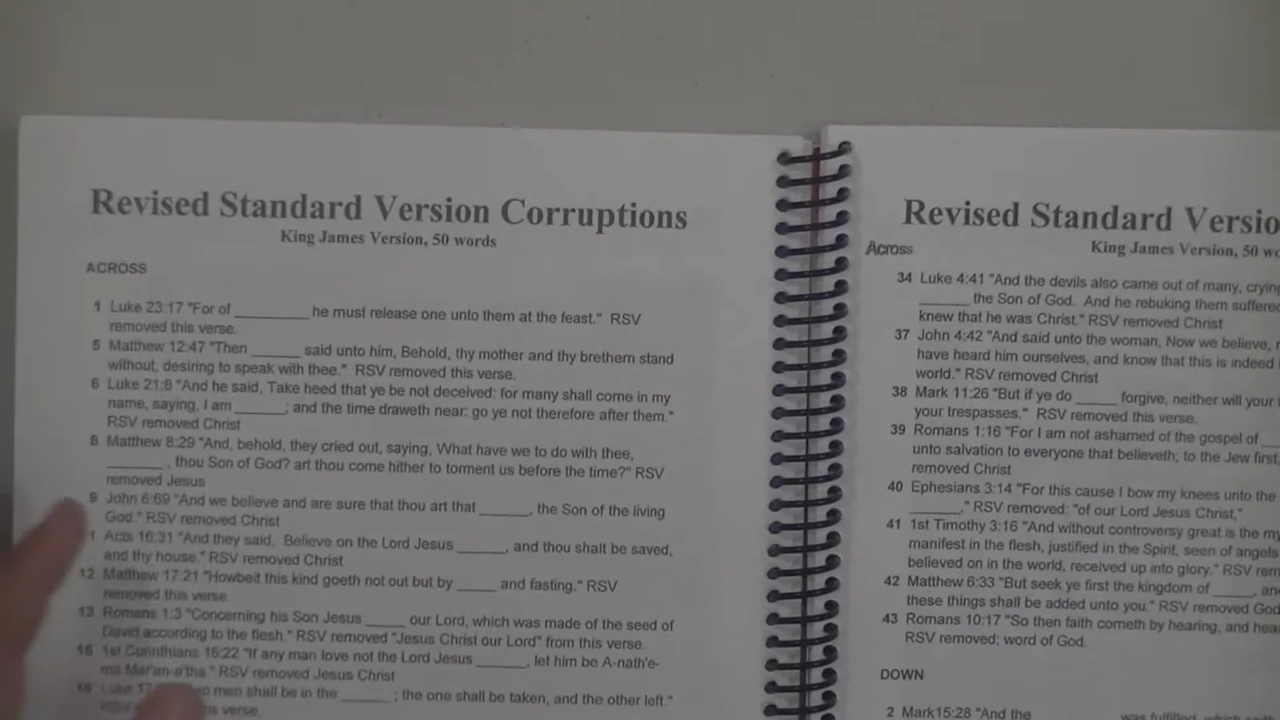 Revised Standard Version Corruptions
King James Version, 50 words
ACROSS
1 Luke 23:17 "For of _________ he must release one unto them at the feast." RSV
removed this verse.
5 Matthew 12:47 "Then ______ said unto him, Behold, thy mother and thy brethern stand
without, desiring to speak with thee." RSV removed this verse.
6 Luke 21:8 "And he said, Take heed that ye be not deceived: for many shall come in my
name, saying, I am ______; and the time draweth near: go ye not therefore after them."
RSV removed Christ
8 Matthew 8:29 "And, behold, they cried out, saying, What have we to do with thee,
_______, thou Son of God? art thou come hither to torment us before the time?" RSV
removed Jesus
9 John 6:69 "And we believe and are sure that thou art that ______, the Son of the living
God." RSV removed Christ
1 Acts 16:31 "And they said, Believe on the Lord Jesus ______, and thou shalt be saved,
and thy house." RSV removed Christ
12 Matthew 17:21 "Howbeit this kind goeth not out but by _____ and fasting." RSV
removed this verse.
13 Romans 1:3 "Concerning his Son Jesus _____ our Lord, which was made of the seed of
David according to the flesh." RSV removed "Jesus Christ our Lord" from this verse.
15 1st Corinthians 16:22 "If any man love not the Lord Jesus ______, let him be A-nath'e-
ma Mar'an-a'tha." RSV removed Jesus Christ
16 Luke men shall be in the ______ ; the one shall be taken, and the other left."
verse.
Revised Standard Versio
King James Version, 50 wo
Across
34 Luke 4:41 "And the devils also came out of many, crying
______ the Son of God. And he rebuking them suffered
knew that he was Christ." RSV removed Christ
37 John 4:42 "And said unto the woman, Now we believe, n
have heard him ourselves, and know that this is indeed
world." RSV removed Christ
38 Mark 11:26 "But if ye do _____ forgive, neither will your
your trespasses." RSV removed this verse.
39 Romans 1:16 "For I am not ashamed of the gospel of
unto salvation to everyone that believeth; to the Jew first,
removed Christ
40 Ephesians 3:14 "For this cause I bow my knees unto the
______," RSV removed: "of our Lord Jesus Christ,"
41 1st Timothy 3:16 "And without controversy great is the my
manifest in the flesh, justified in the Spirit, seen of angels
believed on in the world, received up into glory." RSV rem
42 Matthew 6:33 "But seek ye first the kingdom of _____, an
these things shall be added unto you." RSV removed God
43 Romans 10:17 "So then faith cometh by hearing, and hea
RSV removed; word of God.
DOWN
2 Mark15:28 "And the ________ was fulfilled, which